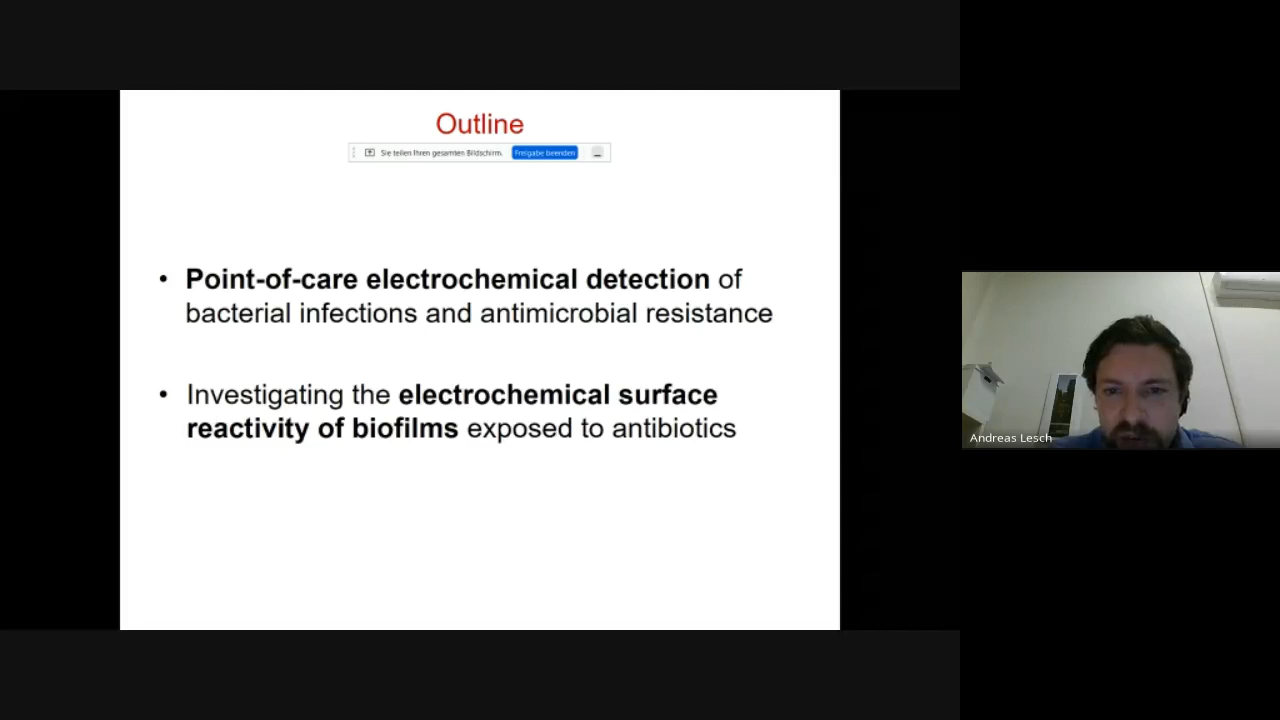 Outline
Sie teilen Ihren gesamten Bildschirm. Freigabe beenden
• Point-of-care electrochemical detection of
bacterial infections and antimicrobial resistance
• Investigating the electrochemical surface
reactivity of biofilms exposed to antibiotics
Andreas Lesch